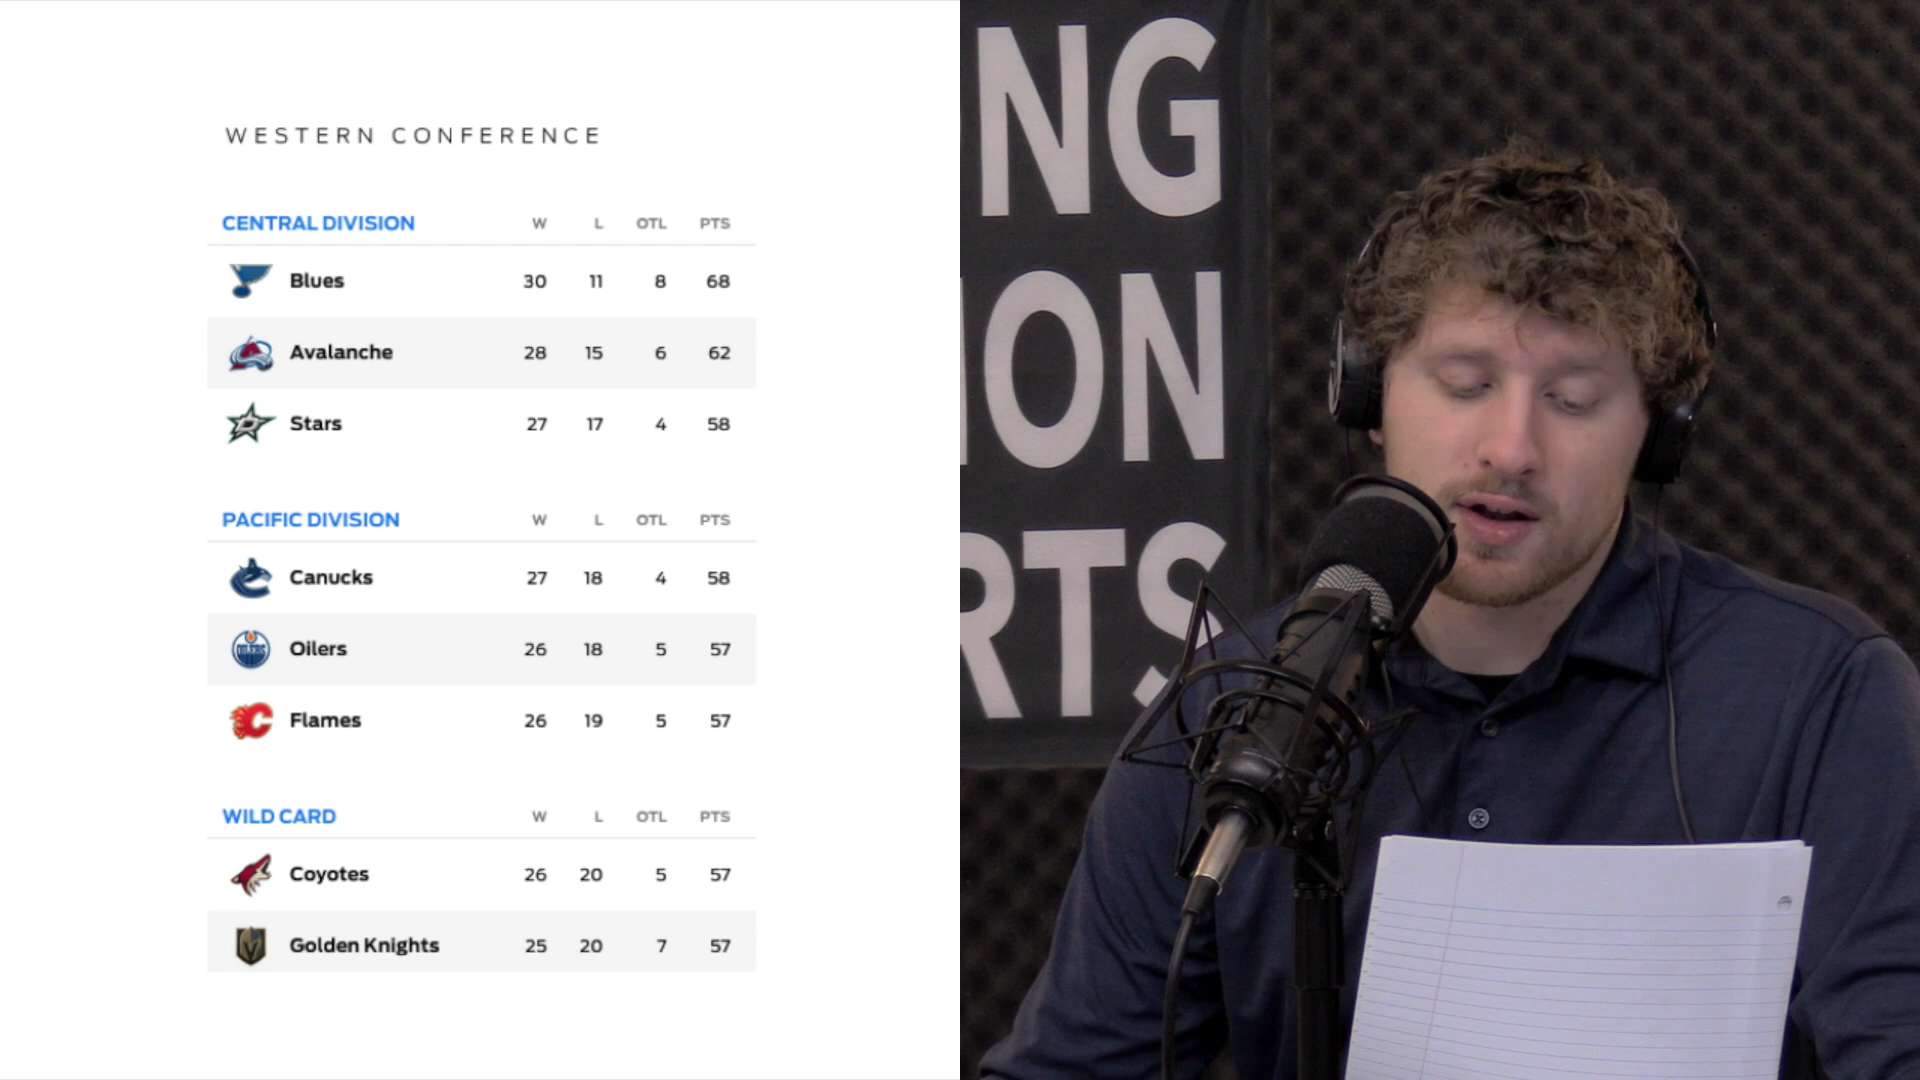 WESTERN CONFERENCE
CENTRAL DIVISION W L OTL PTS
Blues 30 11 8 68
Avalanche 28 15 6 62
Stars 27 17 4 58
PACIFIC DIVISION W L OTL PTS
Canucks 27 18 4 58
Oilers 26 18 5 57
Flames 26 19 5 57
WILD CARD W L OTL PTS
Coyotes 26 20 5 57
Golden Knights 25 20 7 57
NG
ION
RTS